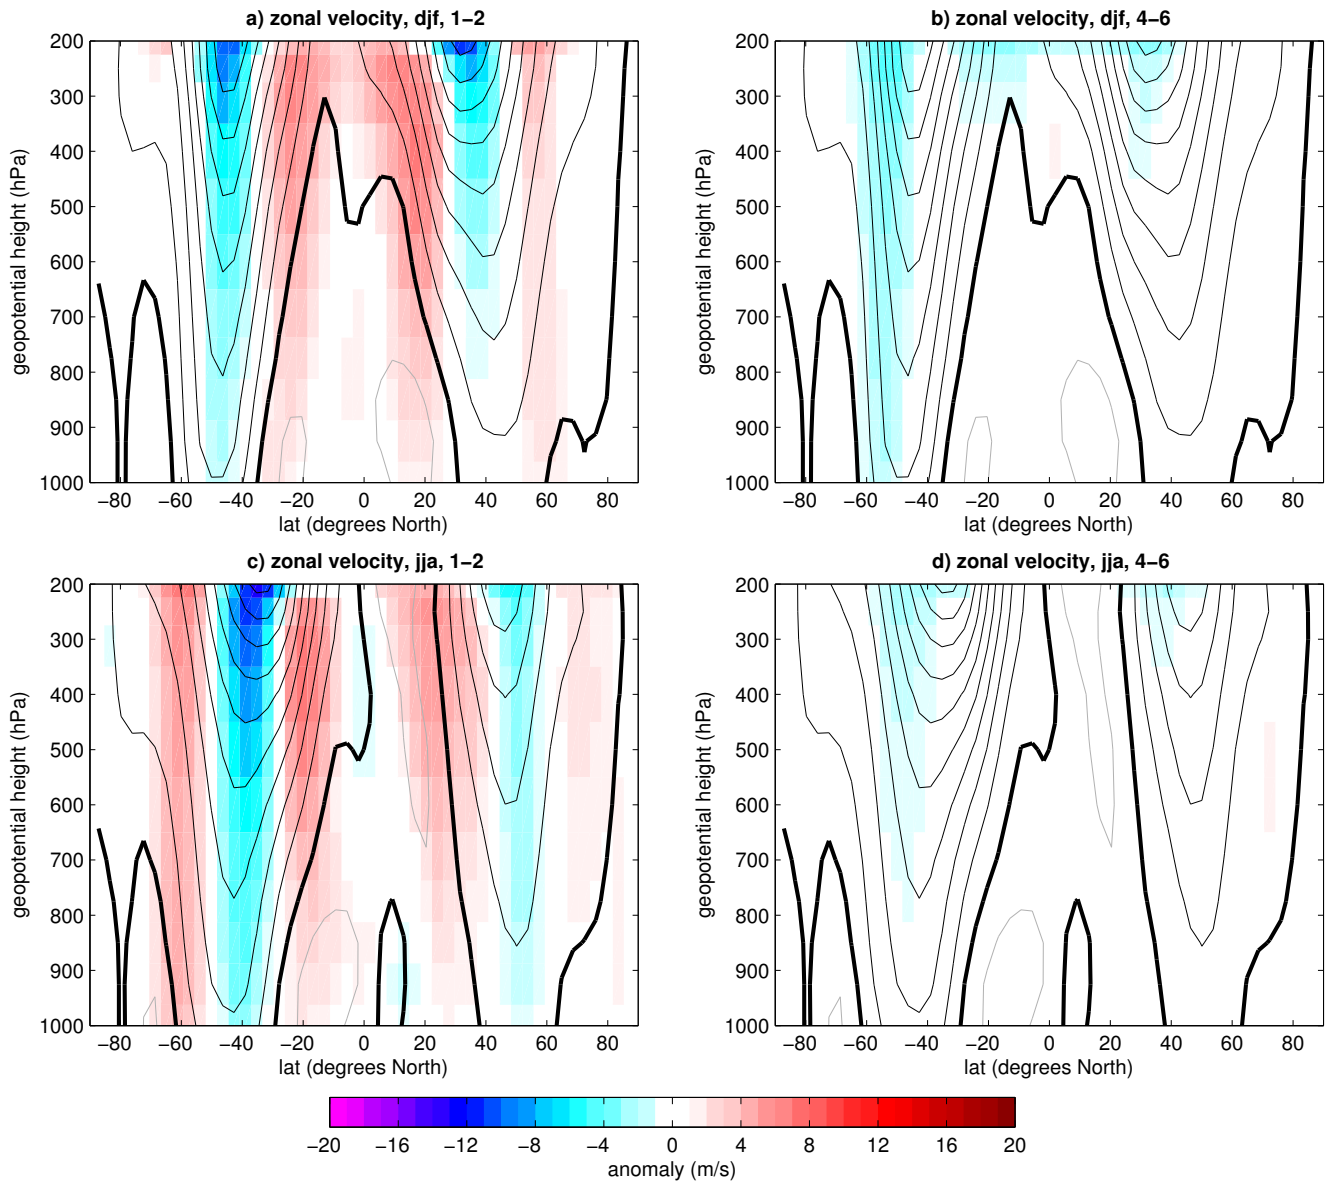 a) zonal velocity, djf, 1−2
200
300
400
500
600
700
800
900
1000
geopotential height (hPa)
−80 −60 −40 −20 0 20 40 60 80
lat (degrees North)
b) zonal velocity, djf, 4−6
200
300
400
500
600
700
800
900
1000
geopotential height (hPa)
−80 −60 −40 −20 0 20 40 60 80
lat (degrees North)
c) zonal velocity, jja, 1−2
200
300
400
500
600
700
800
900
1000
geopotential height (hPa)
−80 −60 −40 −20 0 20 40 60 80
lat (degrees North)
d) zonal velocity, jja, 4−6
200
300
400
500
600
700
800
900
1000
geopotential height (hPa)
−80 −60 −40 −20 0 20 40 60 80
lat (degrees North)
−20 −16 −12 −8 −4 0 4 8 12 16 20
anomaly (m/s)